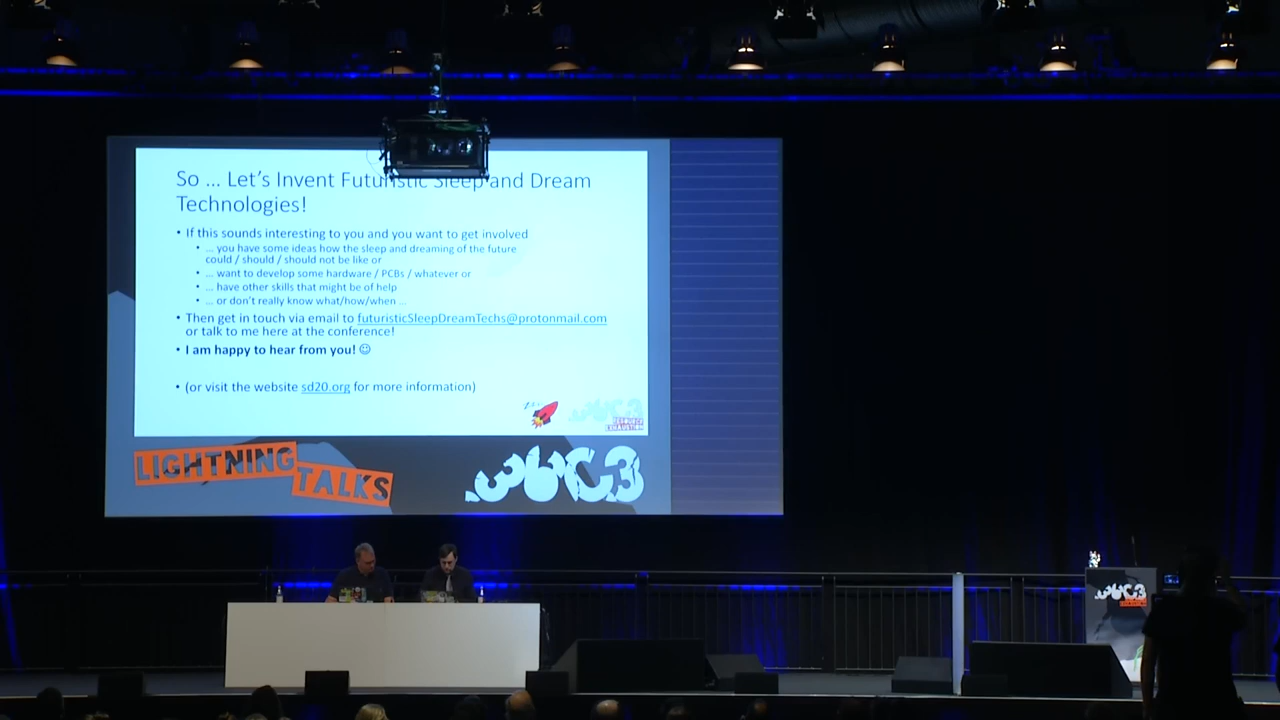 So ... Let's Invent Futuristic Sleep and Dream
Technologies!
• If this sounds interesting to you and you want to get involved
• ... you have some ideas how the sleep and dreaming of the future
could / should / should not be like or
• ... want to develop some hardware / PCBs / whatever or
• ... have other skills that might be of help
• ... or don't really know what/how/when ...
• Then get in touch via email to futuristicSleepDreamTechs@protonmail.com
or talk to me here at the conference!
• I am happy to hear from you! ☺
• (or visit the website sd20.org for more information)
36C3
RESOURCE
EXHAUSTION
LIGHTNING
TALKS
36C3
36C3